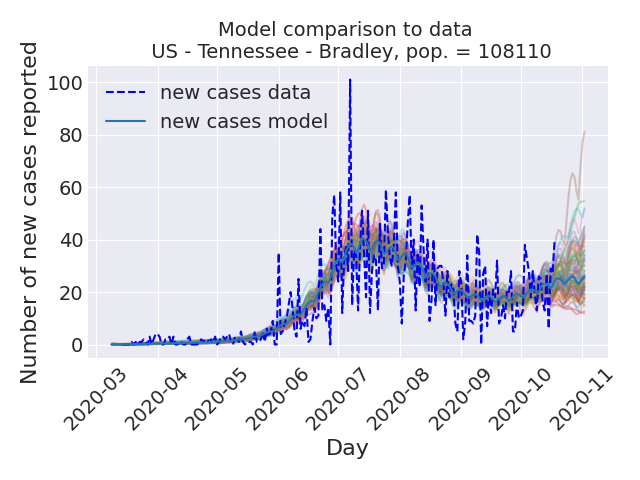 Model comparison to data
US - Tennessee - Bradley, pop. = 108110
Number of new cases reported
100
80
60
40
20
0
new cases data
new cases model
2020-03
2020-04
2020-05
2020-06
2020-07
2020-08
2020-09
2020-10
2020-11
Day